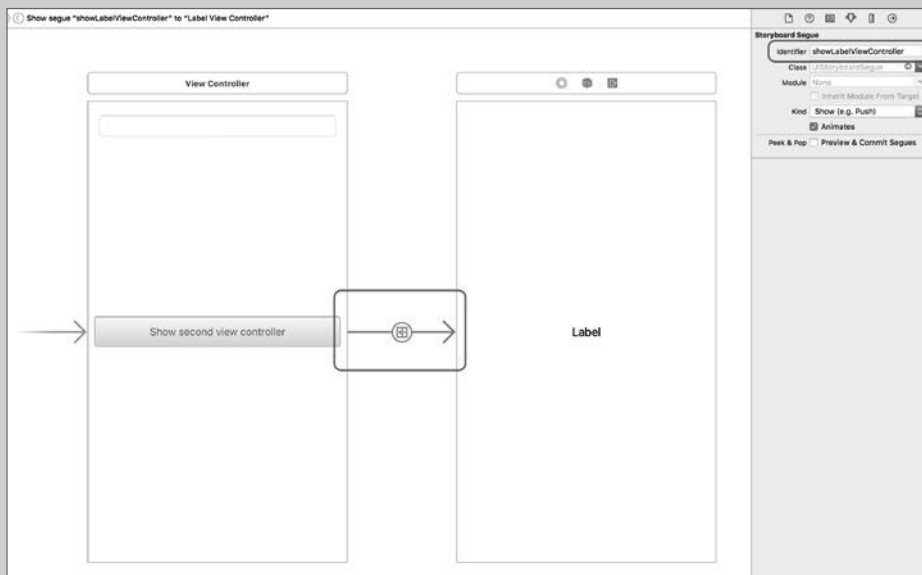 Show segue "showLabelViewController" to "Label View Controller"
Storyboard Segue
Identifier showLabelViewController
Class UIStoryboardSegue
Module None
Inherit Module From Target
Kind Show (e.g. Push)
Animates
Peek & Pop Preview & Commit Segues
View Controller
Show second view controller
Label